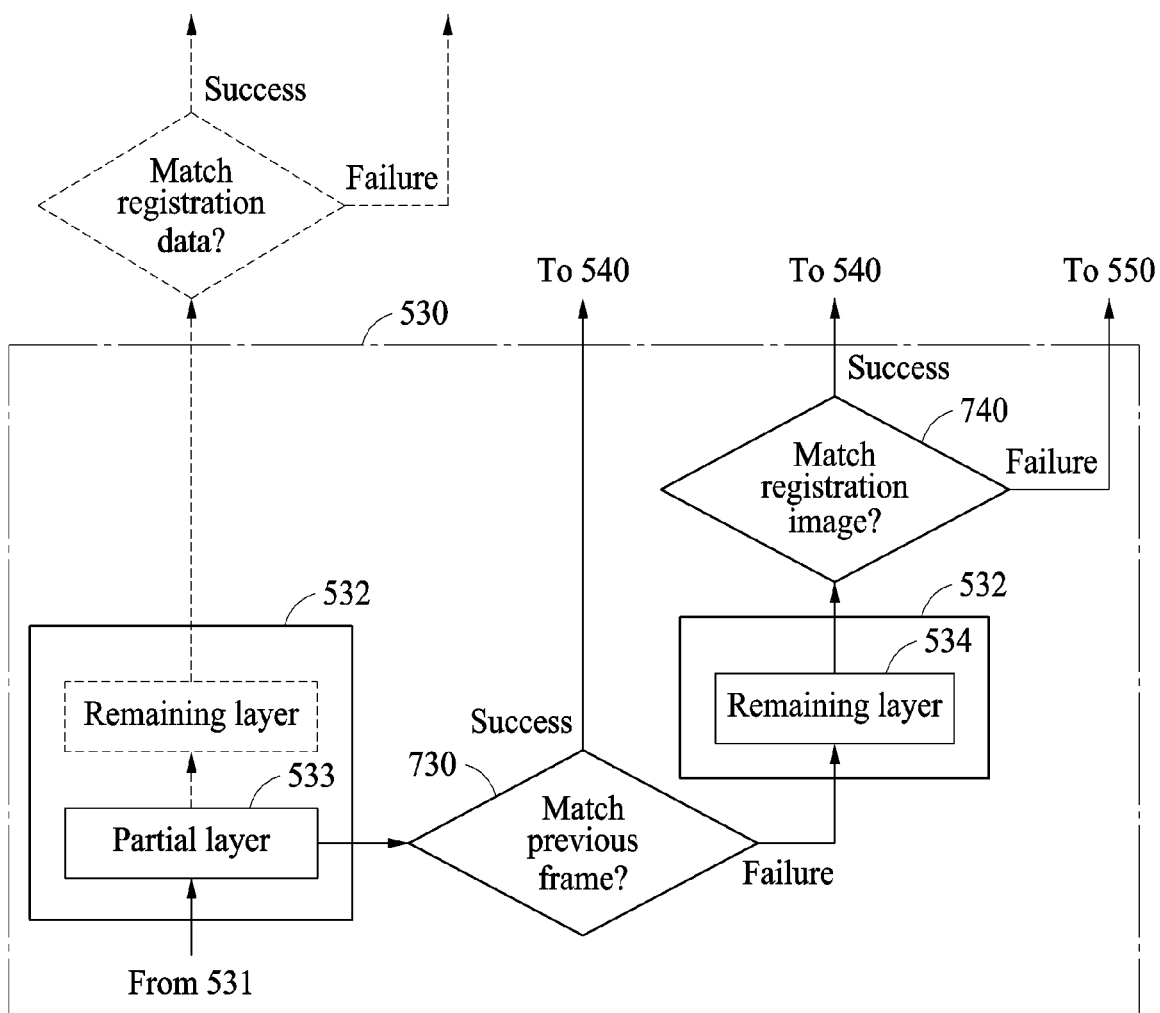 Success
Match
registration
data?
Failure
To 540
To 540
To 550
530
Success
740
Match
registration
image?
Failure
532
532
534
Remaining layer
Remaining layer
Success
730
533
Partial layer
Match
previous
frame?
Failure
From 531